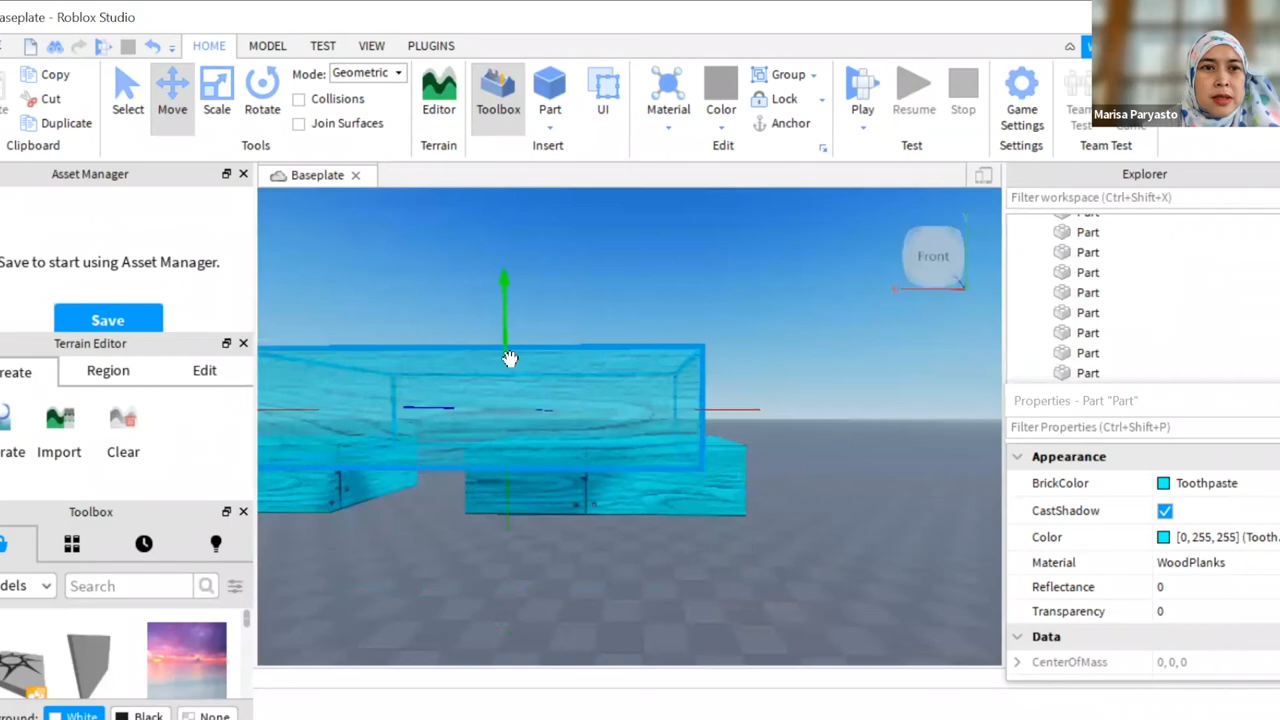 aseplate - Roblox Studio
HOME MODEL TEST VIEW PLUGINS
Copy
Cut
Duplicate
Clipboard
Select
Move
Scale
Rotate
Mode: Geometric
Collisions
Join Surfaces
Tools
Editor
Terrain
Toolbox
Part
UI
Insert
Material
Color
Group
Lock
Anchor
Edit
Play
Resume
Stop
Test
Game
Settings
Settings
Team Test
Marisa Paryasto
Asset Manager
Save to start using Asset Manager.
Save
Terrain Editor
reate Region Edit
rate Import Clear
Toolbox
dels Search
round: White Black None
Baseplate
Front
Explorer
Filter workspace (Ctrl+Shift+X)
Part
Part
Part
Part
Part
Part
Part
Part
Properties - Part "Part"
Filter Properties (Ctrl+Shift+P)
Appearance
BrickColor Toothpaste
CastShadow
Color [0, 255, 255] (Tooth...
Material WoodPlanks
Reflectance 0
Transparency 0
Data
CenterOfMass 0, 0, 0